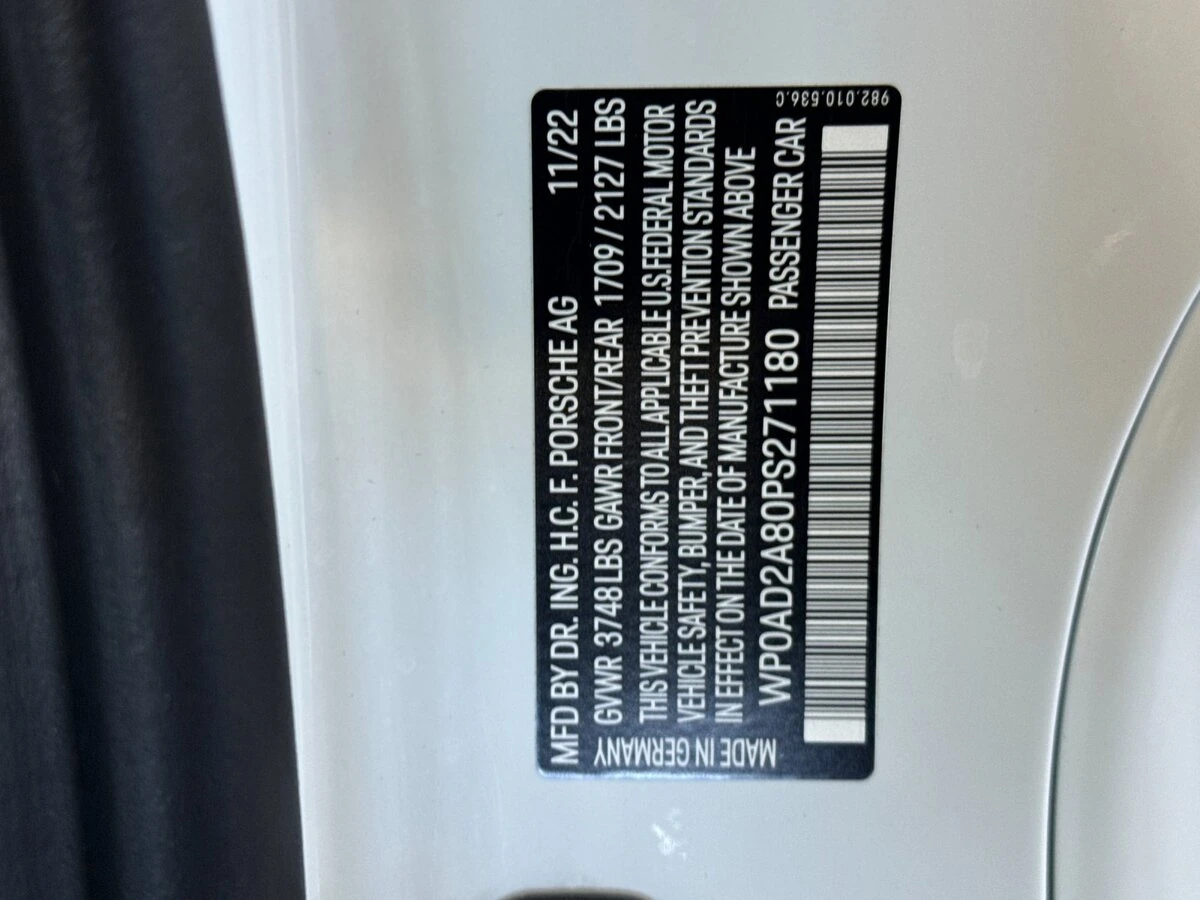 MFD BY DR. ING. H.C. F. PORSCHE AG 11/22
GVWR 3748 LBS GAWR FRONT/REAR 1709 // 2127 LBS
THIS VEHICLE CONFORMS TO ALL APPLICABLE U.S. FEDERAL MOTOR
VEHICLE SAFETY, BUMPER, AND THEFT PREVENTION STANDARDS
IN EFFECT ON THE DATE OF MANUFACTURE SHOWN ABOVE
WP0AD2A80PS271180 PASSENGER CAR
MADE IN GERMANY
982.010.536.C